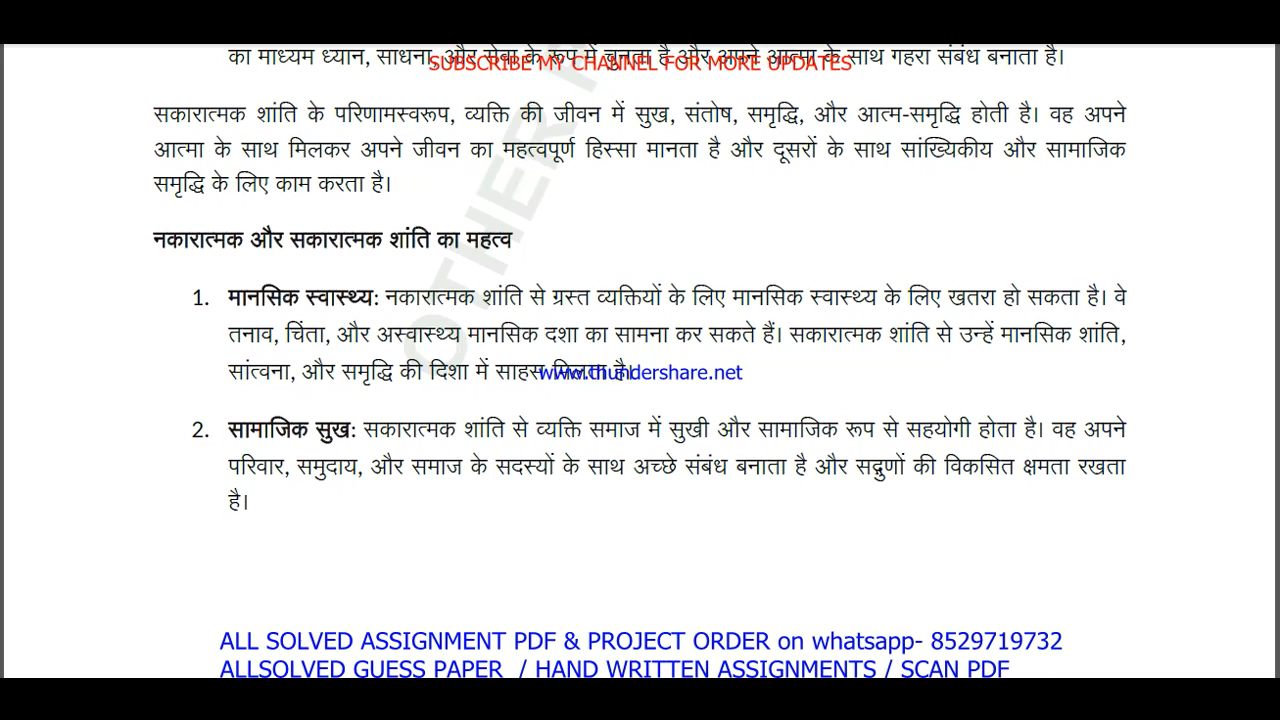 का माध्यम ध्यान, साधना, और सेवा के रूप में चुनता है और अपने आत्मा के साथ गहरा संबंध बनाता है।
SUBSCRIBE MY CHANNEL FOR MORE UPDATES
सकारात्मक शांति के परिणामस्वरूप, व्यक्ति की जीवन में सुख, संतोष, समृद्धि, और आत्म-समृद्धि होती है। वह अपने
आत्मा के साथ मिलकर अपने जीवन का महत्वपूर्ण हिस्सा मानता है और दूसरों के साथ सांख्यिकीय और सामाजिक
समृद्धि के लिए काम करता है।
नकारात्मक और सकारात्मक शांति का महत्व
1. मानसिक स्वास्थ्य: नकारात्मक शांति से ग्रस्त व्यक्तियों के लिए मानसिक स्वास्थ्य के लिए खतरा हो सकता है। वे
तनाव, चिंता, और अस्वास्थ्य मानसिक दशा का सामना कर सकते हैं। सकारात्मक शांति से उन्हें मानसिक शांति,
सांत्वना, और समृद्धि की दिशा में साहस मिलता है।
www.thundershare.net
2. सामाजिक सुख: सकारात्मक शांति से व्यक्ति समाज में सुखी और सामाजिक रूप से सहयोगी होता है। वह अपने
परिवार, समुदाय, और समाज के सदस्यों के साथ अच्छे संबंध बनाता है और सद्गुणों की विकसित क्षमता रखता
है।
OTHER
ALL SOLVED ASSIGNMENT PDF & PROJECT ORDER on whatsapp- 8529719732
ALLSOLVED GUESS PAPER / HAND WRITTEN ASSIGNMENTS / SCAN PDF